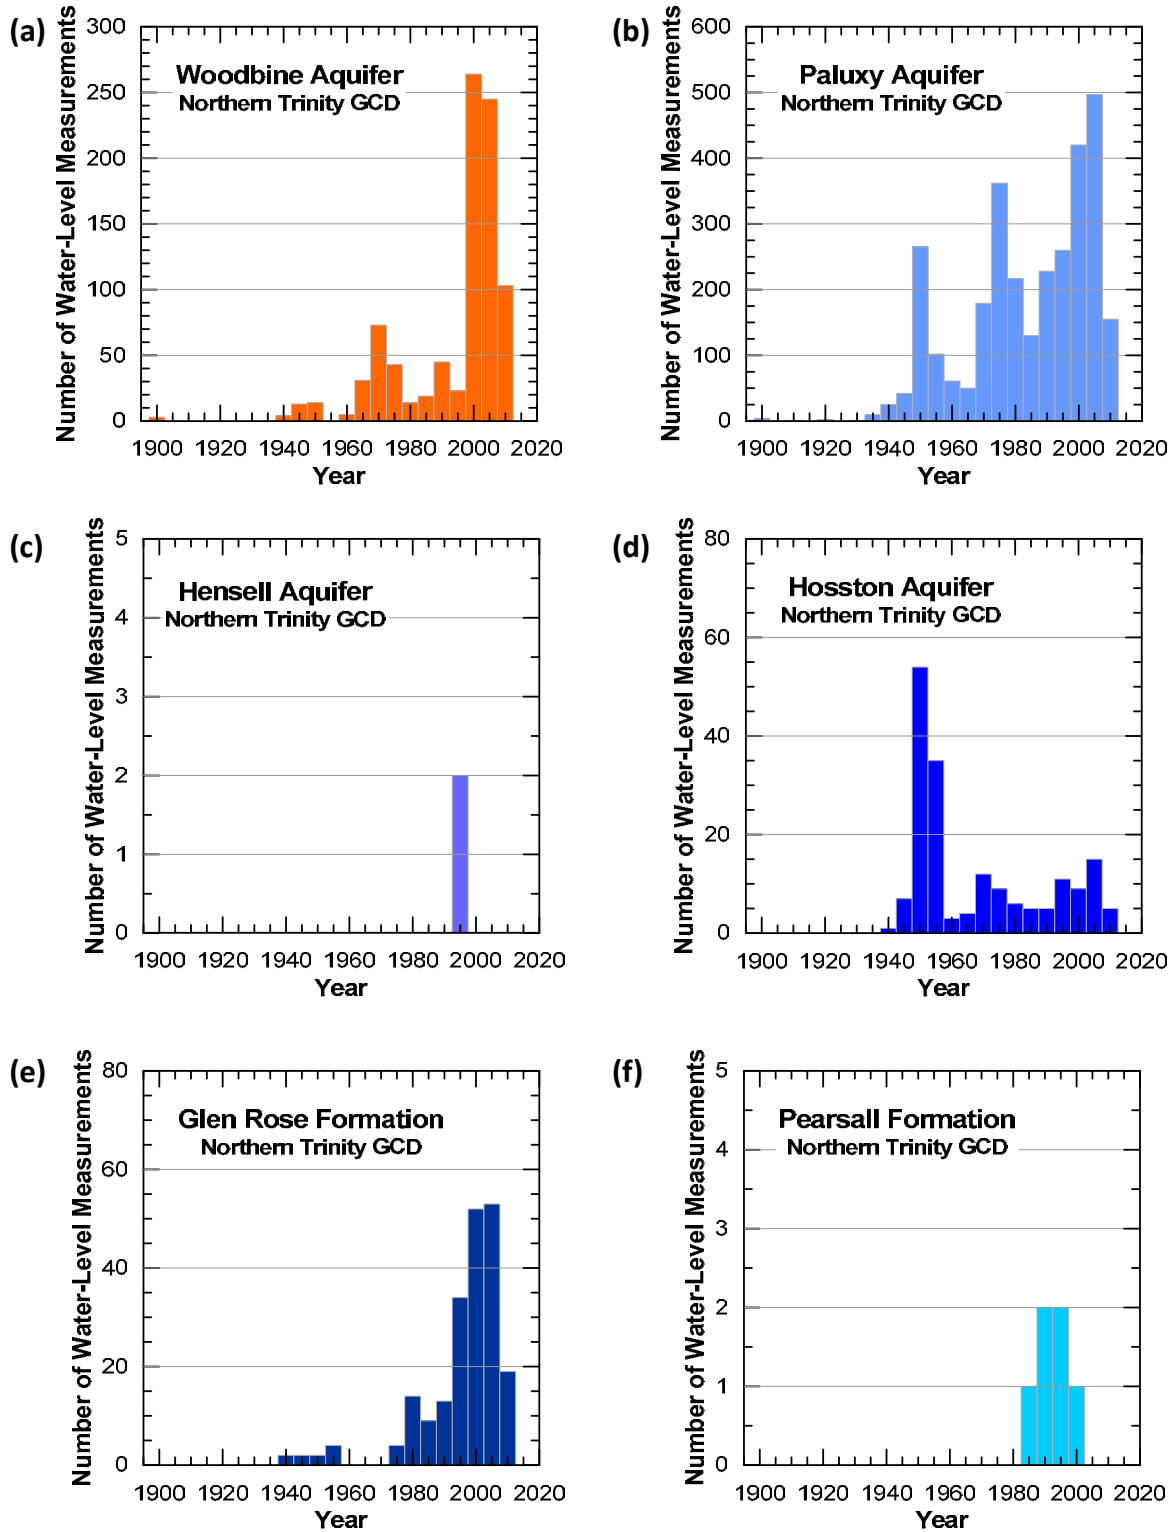 (a)
Number of Water-Level Measurements
300
250
200
150
100
50
0
Woodbine Aquifer
Northern Trinity GCD
1900 1920 1940 1960 1980 2000 2020
Year
(b)
Number of Water-Level Measurements
600
500
400
300
200
100
0
Paluxy Aquifer
Northern Trinity GCD
1900 1920 1940 1960 1980 2000 2020
Year
(c)
Number of Water-Level Measurements
5
4
3
2
1
0
Hensell Aquifer
Northern Trinity GCD
1900 1920 1940 1960 1980 2000 2020
Year
(d)
Number of Water-Level Measurements
80
60
40
20
0
Hosston Aquifer
Northern Trinity GCD
1900 1920 1940 1960 1980 2000 2020
Year
(e)
Number of Water-Level Measurements
80
60
40
20
0
Glen Rose Formation
Northern Trinity GCD
1900 1920 1940 1960 1980 2000 2020
Year
(f)
Number of Water-Level Measurements
5
4
3
2
1
0
Pearsall Formation
Northern Trinity GCD
1900 1920 1940 1960 1980 2000 2020
Year